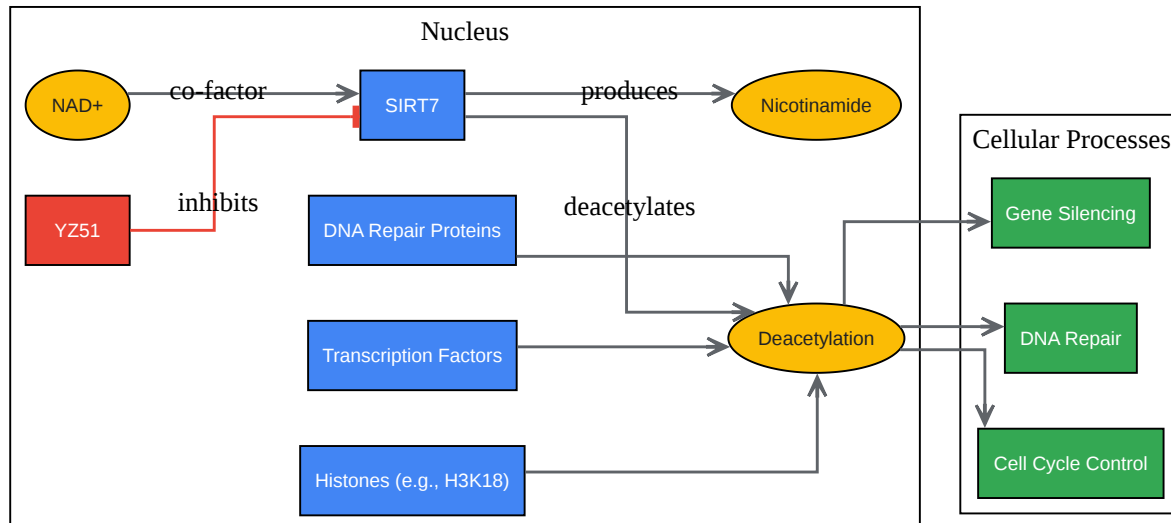 Nucleus
NAD+
co-factor
SIRT7
produces
Nicotinamide
Cellular Processes
YZ51
inhibits
DNA Repair Proteins
deacetylates
Gene Silencing
Transcription Factors
Deacetylation
DNA Repair
Histones (e.g., H3K18)
Cell Cycle Control